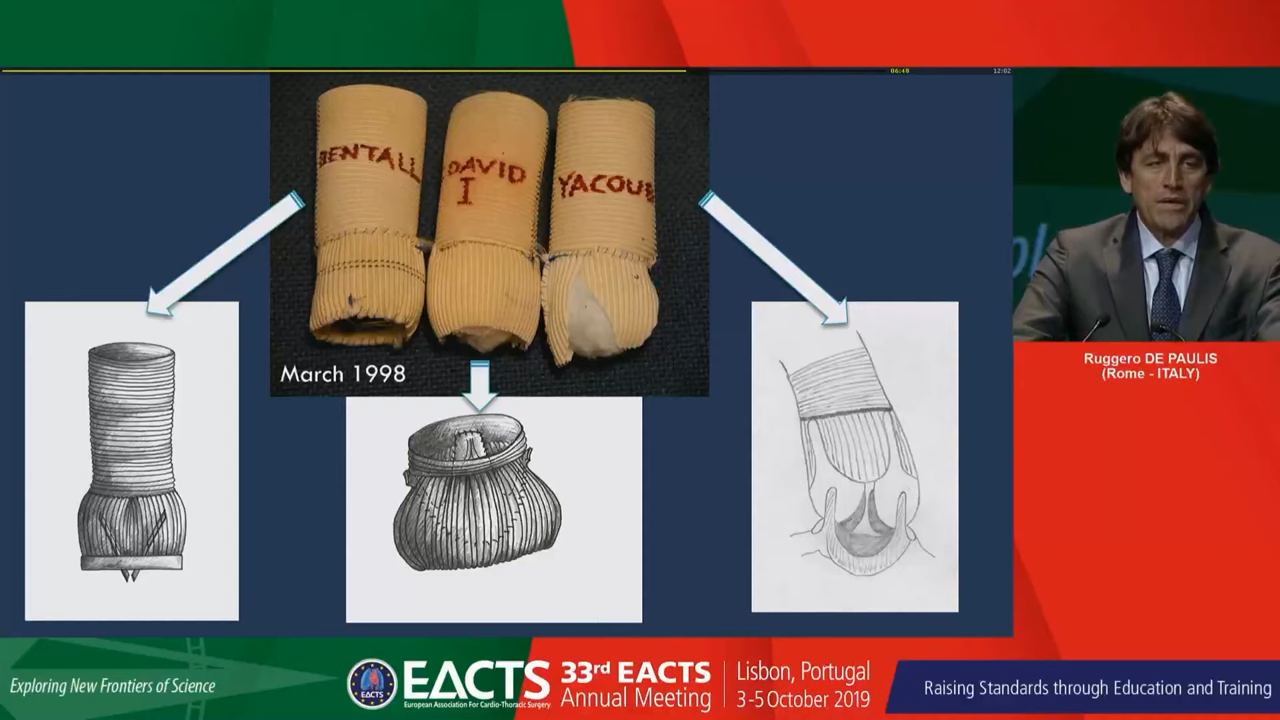 06:49
12:02
BENTALL
DAVID
I
YACOUB
March 1998
Ruggero DE PAULIS
(Rome - ITALY)
Exploring New Frontiers of Science
EACTS
EACTS
European Association For Cardio-Thoracic Surgery
33rd EACTS
Annual Meeting
Lisbon, Portugal
3-5 October 2019
Raising Standards through Education and Training